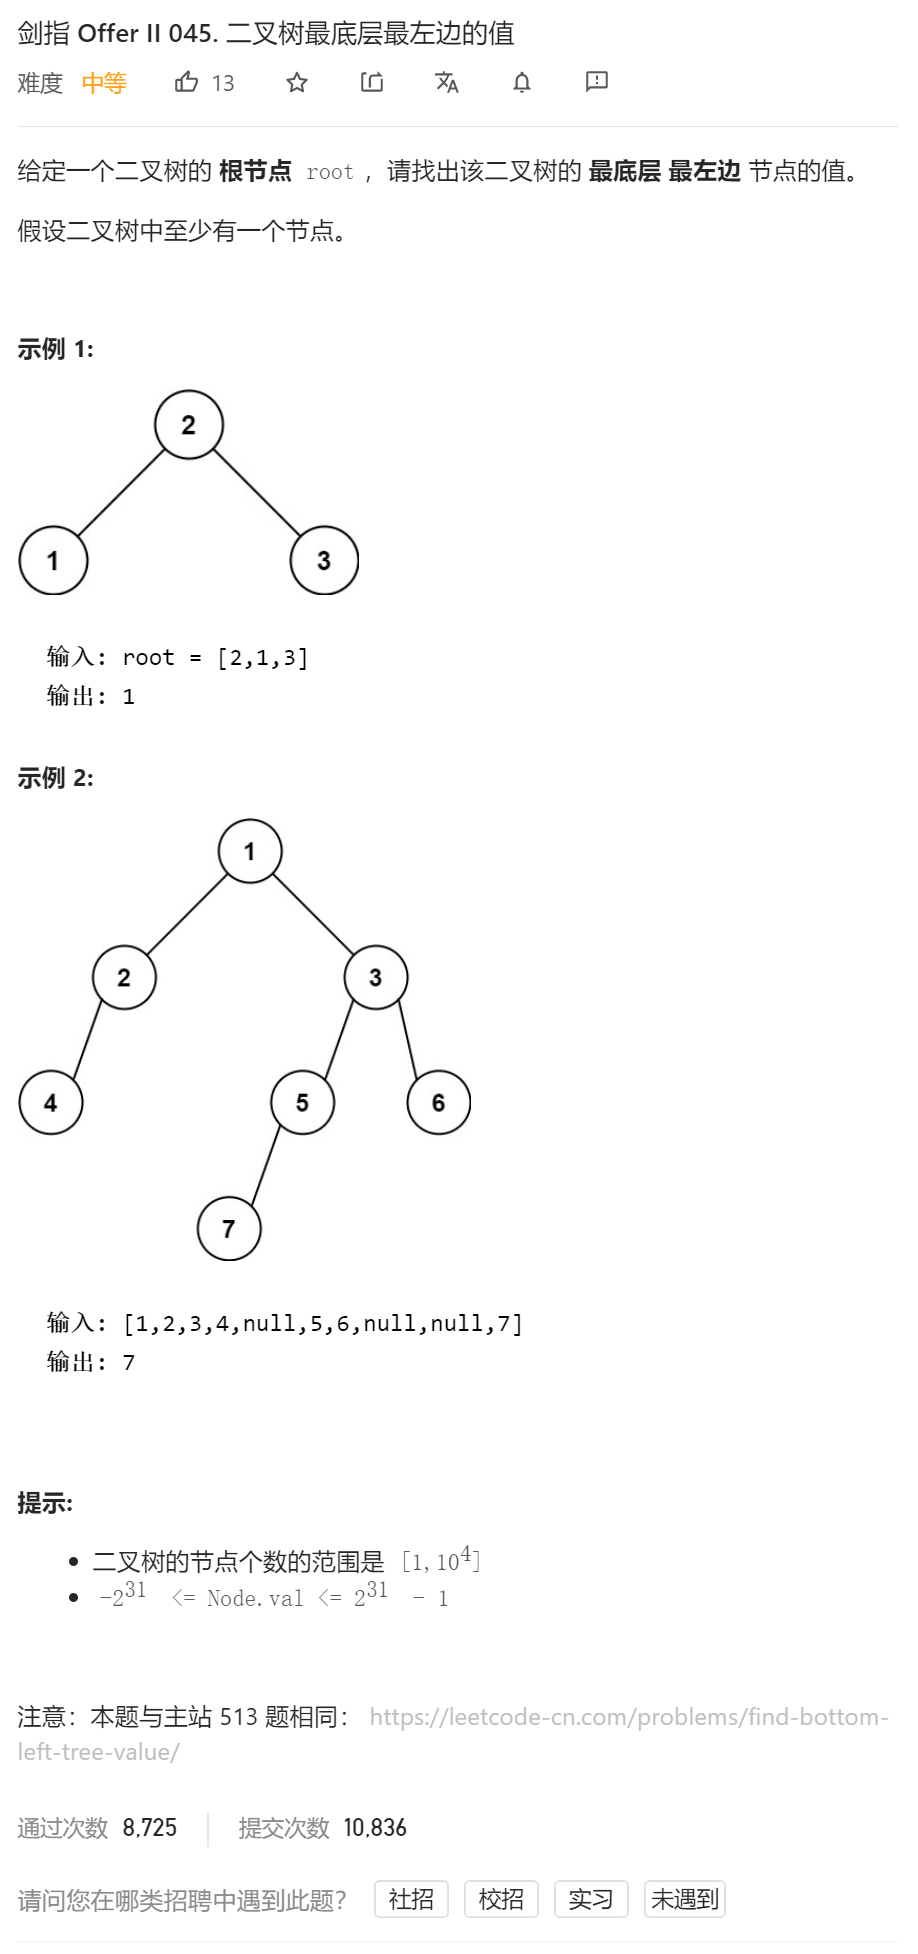 剑指 Offer II 045. 二叉树最底层最左边的值
难度 中等 13
给定一个二叉树的 根节点 root ，请找出该二叉树的 最底层 最左边 节点的值。
假设二叉树中至少有一个节点。
示例 1:
2
1 3
输入: root = [2,1,3]
输出: 1
示例 2:
1
2 3
4 5 6
7
输入: [1,2,3,4,null,5,6,null,null,7]
输出: 7
提示:
• 二叉树的节点个数的范围是 [1,10^4]
• -2^31 <= Node.val <= 2^31 - 1
注意：本题与主站 513 题相同： https://leetcode-cn.com/problems/find-bottom-
left-tree-value/
通过次数 8,725 提交次数 10,836
请问您在哪类招聘中遇到此题？ 社招 校招 实习 未遇到